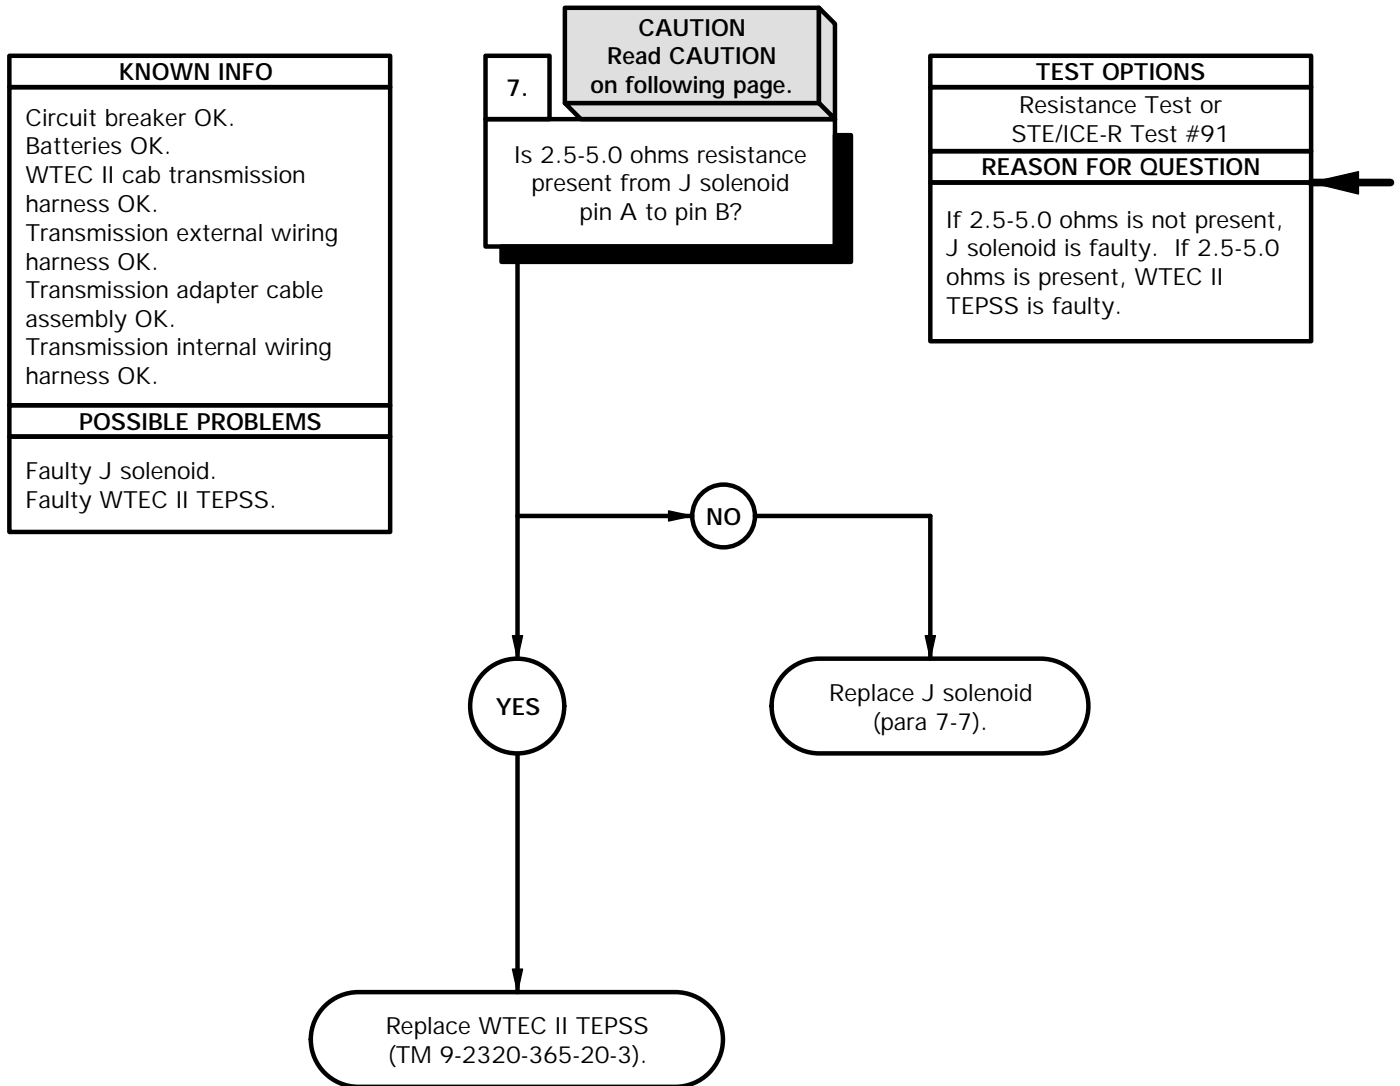 KNOWN INFO
Circuit breaker OK.
Batteries OK.
WTEC II cab transmission
harness OK.
Transmission external wiring
harness OK.
Transmission adapter cable
assembly OK.
Transmission internal wiring
harness OK.
POSSIBLE PROBLEMS
Faulty J solenoid.
Faulty WTEC II TEPSS.
CAUTION
Read CAUTION
on following page.
7.
Is 2.5-5.0 ohms resistance
present from J solenoid
pin A to pin B?
TEST OPTIONS
Resistance Test or
STE/ICE-R Test #91
REASON FOR QUESTION
If 2.5-5.0 ohms is not present,
J solenoid is faulty.  If 2.5-5.0
ohms is present, WTEC II
TEPSS is faulty.
NO
YES
Replace J solenoid
(para 7-7).
Replace WTEC II TEPSS
(TM 9-2320-365-20-3).